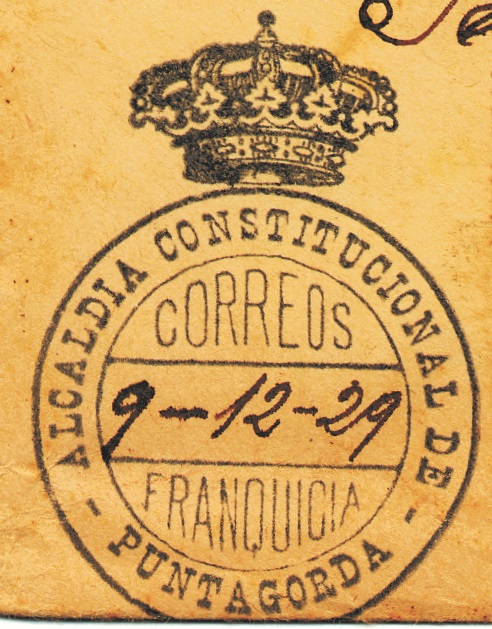 ALCALDIA CONSTITUCIONAL DE
- PUNTAGORDA -
CORREOS
9-12-29
FRANQUICIA